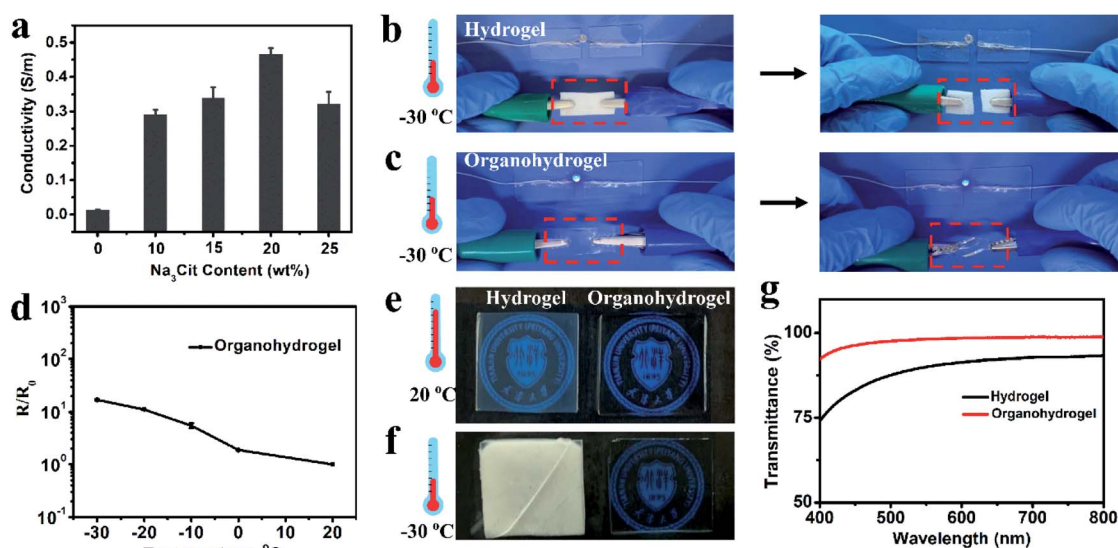 a
Conductivity (S/m)
0.5
0.4
0.3
0.2
0.1
0.0
0 10 15 20 25
Na₃Cit Content (wt%)
b
Hydrogel
-30 °C
c
Organohydrogel
-30 °C
d
R/R₀
10³
10²
10¹
10⁰
10⁻¹
Organohydrogel
-30 -20 -10 0 10 20
e
Hydrogel Organohydrogel
20 °C
f
-30 °C
g
Transmittance (%)
100
75
50
Hydrogel
Organohydrogel
400 500 600 700 800
Wavelength (nm)